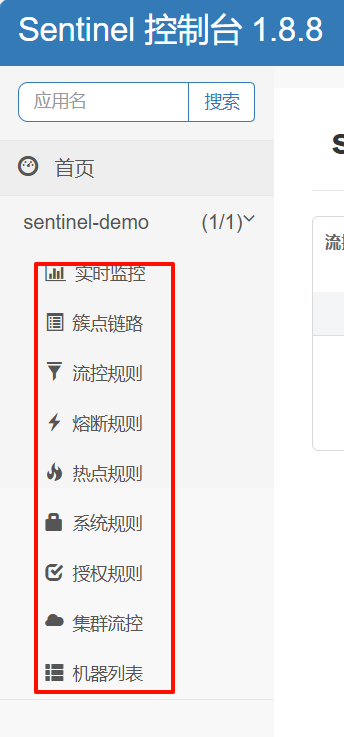 Sentinel 控制台 1.8.8
应用名 搜索
首页
sentinel-demo (1/1)
实时监控
簇点链路
流控规则
熔断规则
热点规则
系统规则
授权规则
集群流控
机器列表